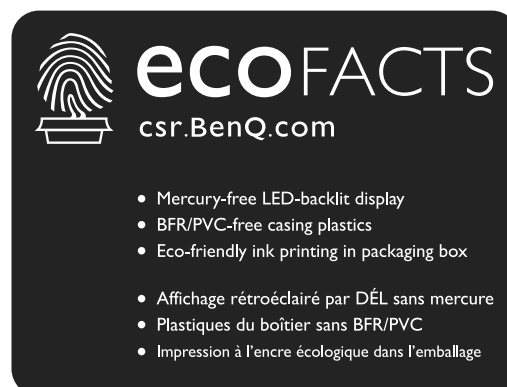 ecoFACTS
csr.BenQ.com
• Mercury-free LED-backlit display
• BFR/PVC-free casing plastics
• Eco-friendly ink printing in packaging box
• Affichage rétroéclairé par DÉL sans mercure
• Plastiques du boîtier sans BFR/PVC
• Impression à l'encre écologique dans l'emballage